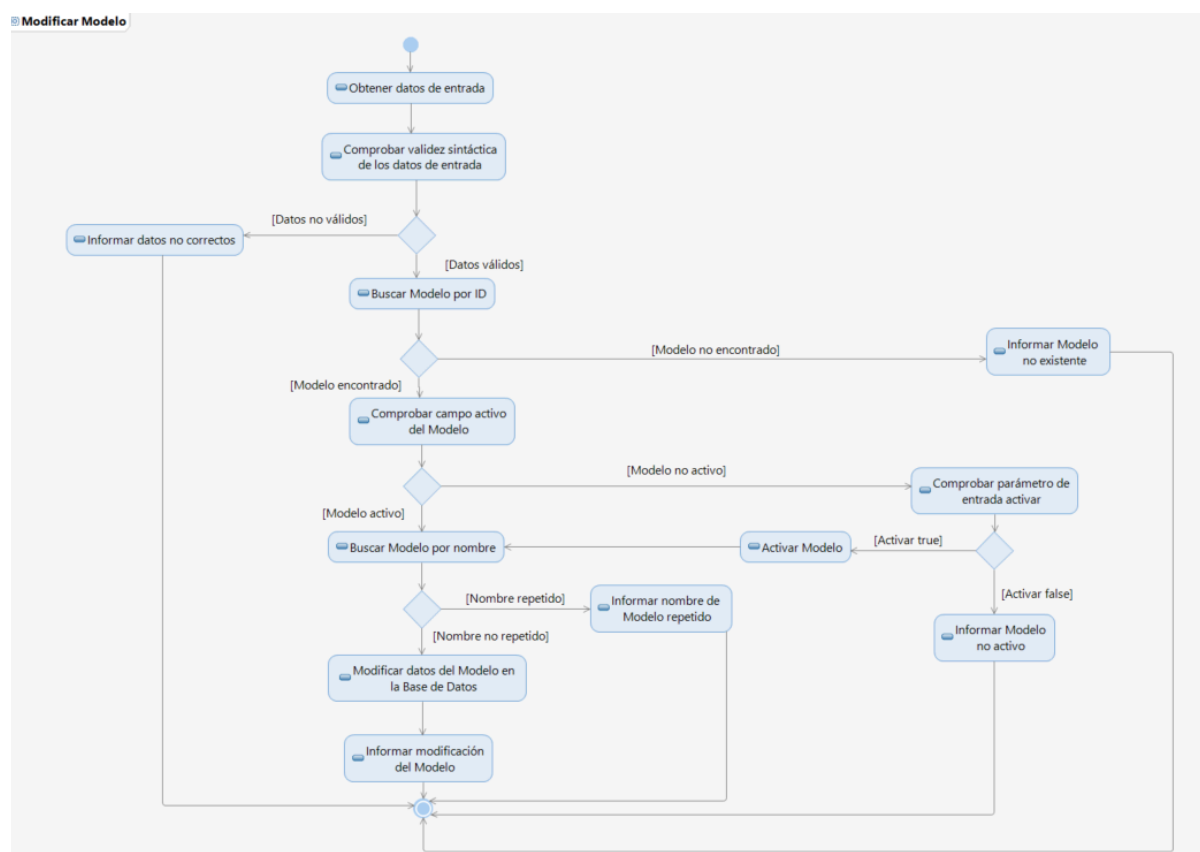 Modificar Modelo
Obtener datos de entrada
Comprobar validez sintáctica
de los datos de entrada
[Datos no válidos]
Informar datos no correctos
[Datos válidos]
Buscar Modelo por ID
[Modelo no encontrado]
Informar Modelo
no existente
[Modelo encontrado]
Comprobar campo activo
del Modelo
[Modelo no activo]
Comprobar parámetro de
entrada activar
[Modelo activo]
Buscar Modelo por nombre
Activar Modelo
[Activar true]
[Activar false]
[Nombre repetido]
Informar nombre de
Modelo repetido
Informar Modelo
no activo
[Nombre no repetido]
Modificar datos del Modelo en
la Base de Datos
Informar modificación
del Modelo